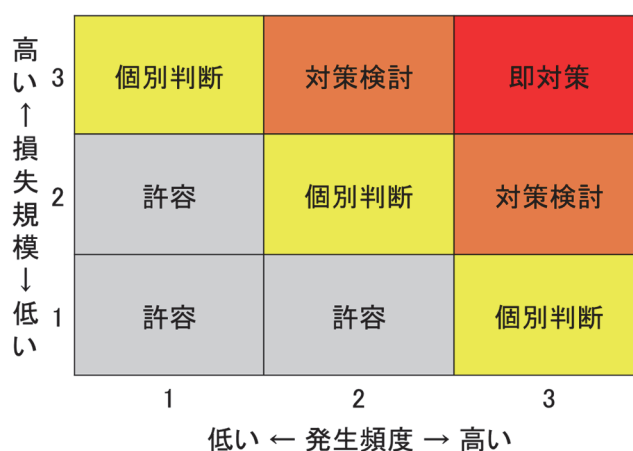 高い↑損失規模↓低い
3
個別判断
対策検討
即対策
2
許容
個別判断
対策検討
1
許容
許容
個別判断
1
2
3
低い ← 発生頻度 → 高い